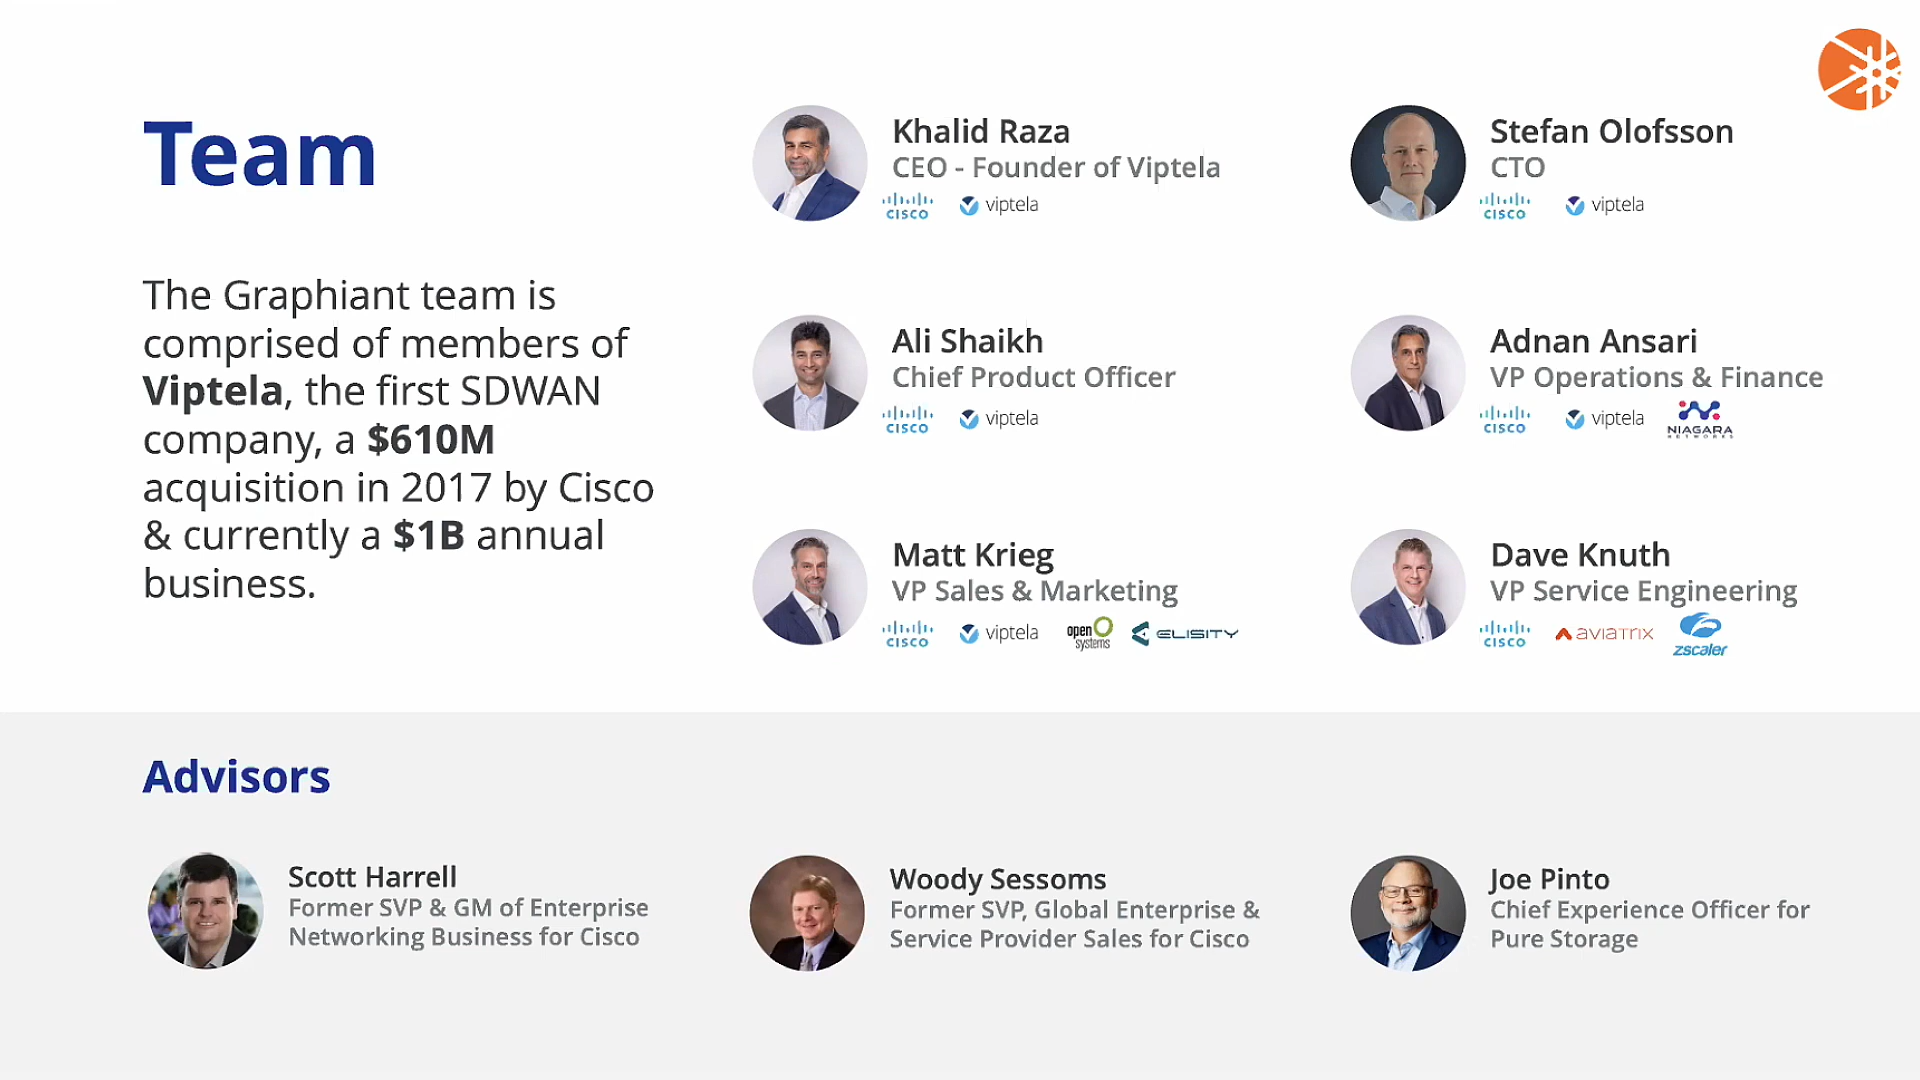 Team
The Graphiant team is
comprised of members of
Viptela, the first SDWAN
company, a $610M
acquisition in 2017 by Cisco
& currently a $1B annual
business.
Khalid Raza
CEO - Founder of Viptela
CISCO viptela
Stefan Olofsson
CTO
CISCO viptela
Ali Shaikh
Chief Product Officer
CISCO viptela
Adnan Ansari
VP Operations & Finance
CISCO viptela NIAGARA
NETWORKS
Matt Krieg
VP Sales & Marketing
CISCO viptela open systems ELISITY
Dave Knuth
VP Service Engineering
CISCO AVIATRIX zscaler
Advisors
Scott Harrell
Former SVP & GM of Enterprise
Networking Business for Cisco
Woody Sessoms
Former SVP, Global Enterprise &
Service Provider Sales for Cisco
Joe Pinto
Chief Experience Officer for
Pure Storage